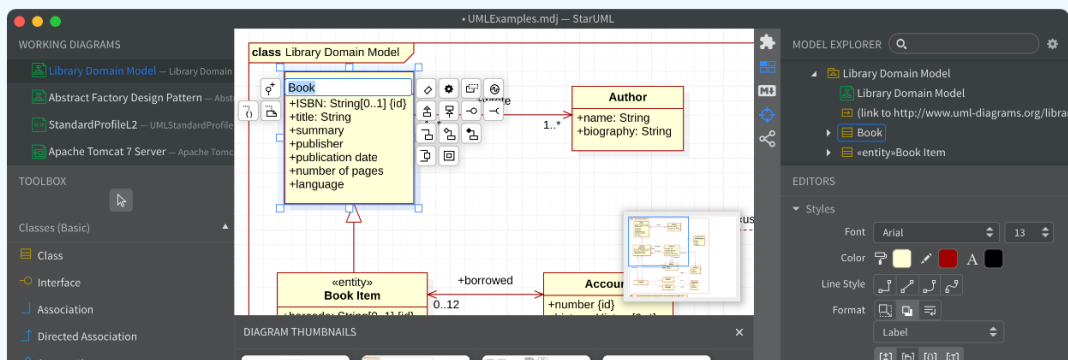 • UMLExamples.mdj — StarUML
WORKING DIAGRAMS
Library Domain Model — Library Domain
Abstract Factory Design Pattern — Abst
StandardProfileL2 — UMLStandardProfile
Apache Tomcat 7 Server — Apache Tomc
TOOLBOX
Classes (Basic)
Class
Interface
Association
Directed Association
class Library Domain Model
Book
+ISBN: String[0..1] {id}
+title: String
+summary
+publisher
+publication date
+number of pages
+language
1..*
Author
+name: String
+biography: String
«entity»
Book Item
+borrowed
0..12
Accou
+number {id}
«us
DIAGRAM THUMBNAILS
MODEL EXPLORER
Library Domain Model
Library Domain Model
(link to http://www.uml-diagrams.org/librar
Book
«entity»Book Item
EDITORS
Styles
Font
Arial
13
Color
A
Line Style
Format
Label